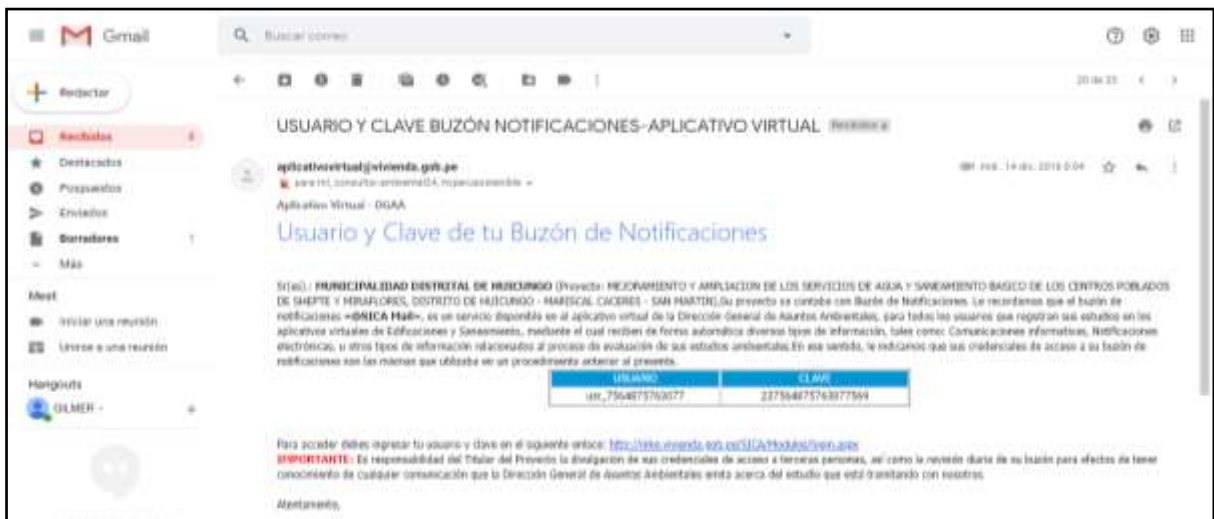 Gmail
Buscar correo
Redactar
20 de 33
Recibidos
Destacados
Pospuestos
Enviados
Borradores
Más
Meet
Iniciar una reunión
Unirse a una reunión
Hangouts
GILMER
USUARIO Y CLAVE BUZÓN NOTIFICACIONES-APLICATIVO VIRTUAL
aplicativovirtual@vivienda.gob.pe
Aplicativo Virtual - DGAA
Usuario y Clave de tu Buzón de Notificaciones
Sr(es).: MUNICIPALIDAD DISTRITAL DE HUICUNGO (Proyecto: MEJORAMIENTO Y AMPLIACION DE LOS SERVICIOS DE AGUA Y SANEAMIENTO BASICO DE LOS CENTROS POBLADOS
DE SHEPTE Y MIRAFLORES, DISTRITO DE HUICUNGO - MARISCAL CACERES - SAN MARTIN),Su proyecto ya contaba con Buzón de Notificaciones. Le recordamos que el buzón de
notificaciones =@SICA Mail=, es un servicio disponible en el aplicativo virtual de la Dirección General de Asuntos Ambientales, para todos los usuarios que registran sus estudios en los
aplicativos virtuales de Edificaciones y Saneamiento, mediante el cual reciben de forma automática diversos tipos de información, tales como: Comunicaciones informativas, Notificaciones
electrónicas, u otros tipos de información relacionados al proceso de evaluación de sus estudios ambientales.En ese sentido, le indicamos que sus credenciales de acceso a su buzón de
notificaciones son las mismas que utilizaba en un procedimiento anterior al presente.
USUARIO CLAVE
Para acceder debes ingresar tu usuario y clave en el siguiente enlace:
IMPORTANTE: Es responsabilidad del Titular del Proyecto la divulgación de sus credenciales de acceso a terceras personas, así como la revisión diaria de su buzón para efectos de tener
conocimiento de cualquier comunicación que la Dirección General de Asuntos Ambientales emita acerca del estudio que está tramitando con nosotros.
Atentamente,